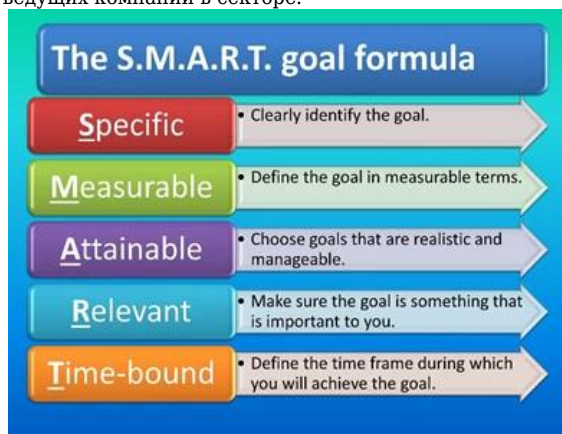 ведущих компаний в секторе.
The S.M.A.R.T. goal formula
Specific
• Clearly identify the goal.
Measurable
• Define the goal in measurable terms.
Attainable
• Choose goals that are realistic and
manageable.
Relevant
• Make sure the goal is something that
is important to you.
Time-bound
• Define the time frame during which
you will achieve the goal.